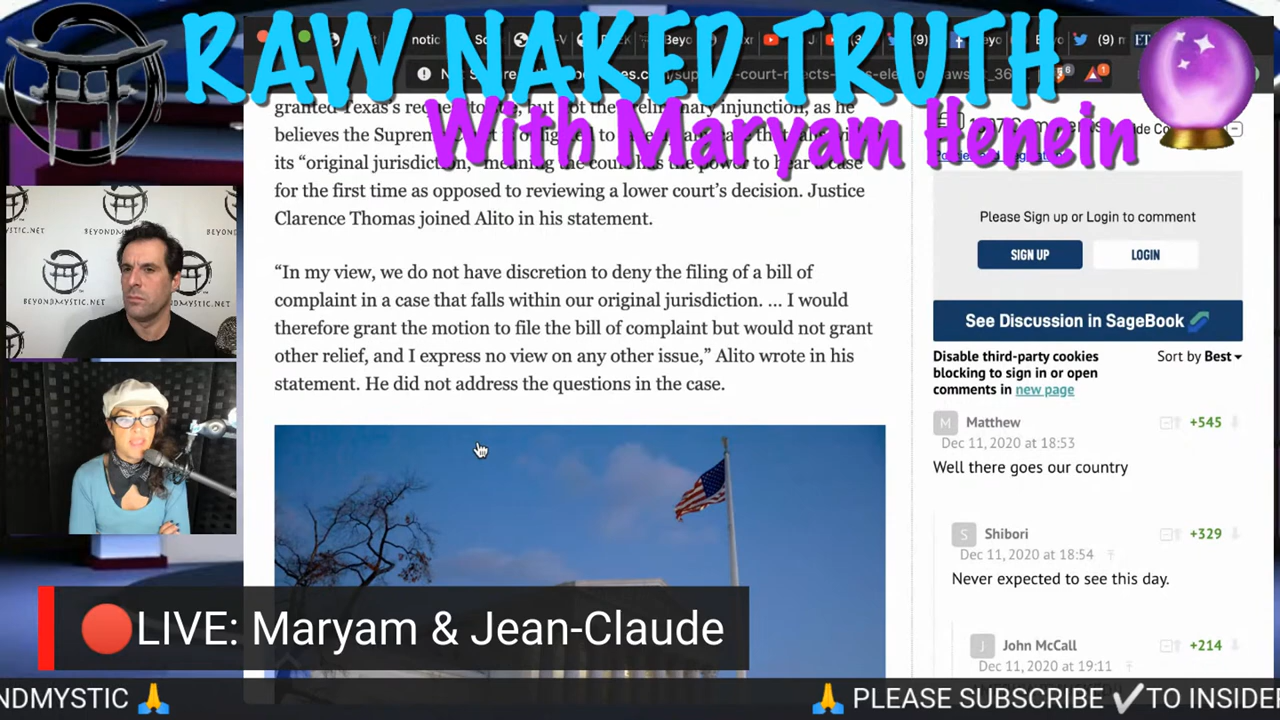 RAW NAKED TRUTH
With Maryam Henein
granted Texas's
believes the
its "original
for the first time as opposed to reviewing a lower court's decision. Justice
Clarence Thomas joined Alito in his statement.
"In my view, we do not have discretion to deny the filing of a bill of
complaint in a case that falls within our original jurisdiction. ... I would
therefore grant the motion to file the bill of complaint but would not grant
other relief, and I express no view on any other issue," Alito wrote in his
statement. He did not address the questions in the case.
Please Sign up or Login to comment
SIGN UP
LOGIN
See Discussion in SageBook
Disable third-party cookies
blocking to sign in or open
comments in new page
Sort by Best
M
Matthew
+545
Dec 11, 2020 at 18:53
Well there goes our country
S
Shibori
+329
Dec 11, 2020 at 18:54
Never expected to see this day.
J
John McCall
+214
Dec 11, 2020 at 19:11
BEYONDMYSTIC.NET
BEYONDMYSTIC.NET
🔴LIVE: Maryam & Jean-Claude
NDMYSTIC 🙏
🙏 PLEASE SUBSCRIBE ✔TO INSIDE